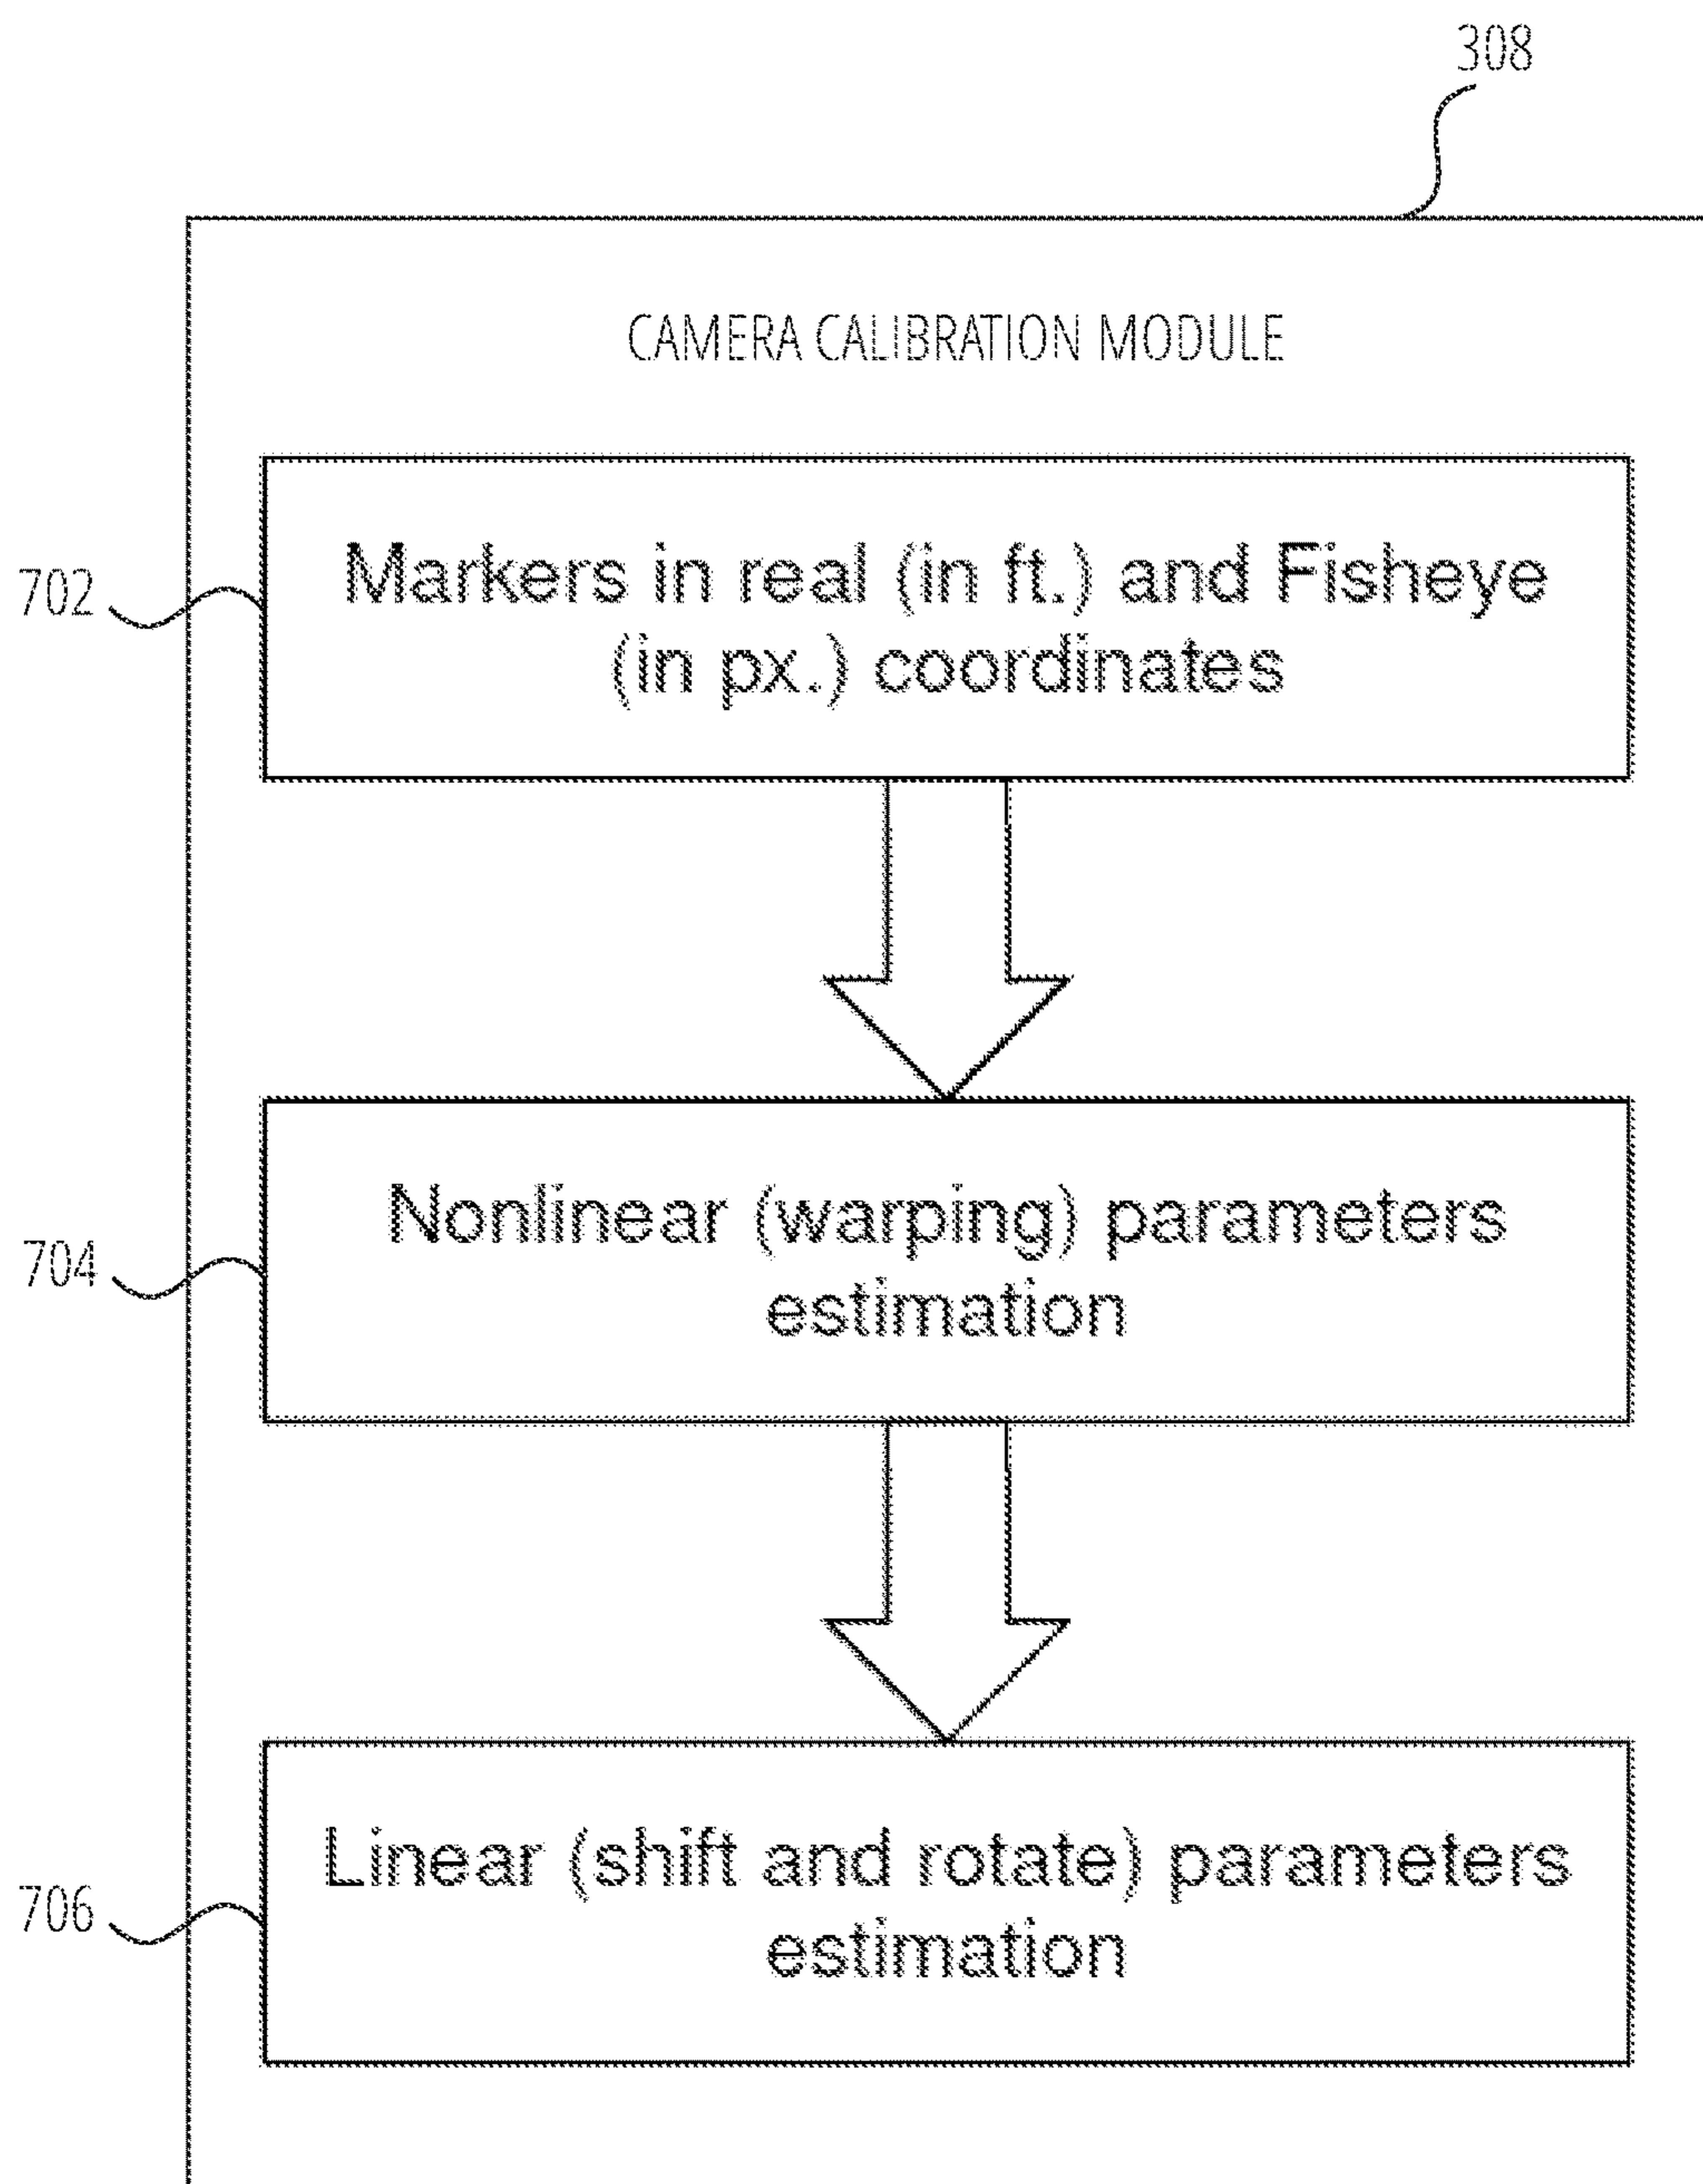 308
CAMERA CALIBRATION MODULE
702
Markers in real (in ft.) and Fisheye
(in px.) coordinates
704
Nonlinear (warping) parameters
estimation
706
Linear (shift and rotate) parameters
estimation